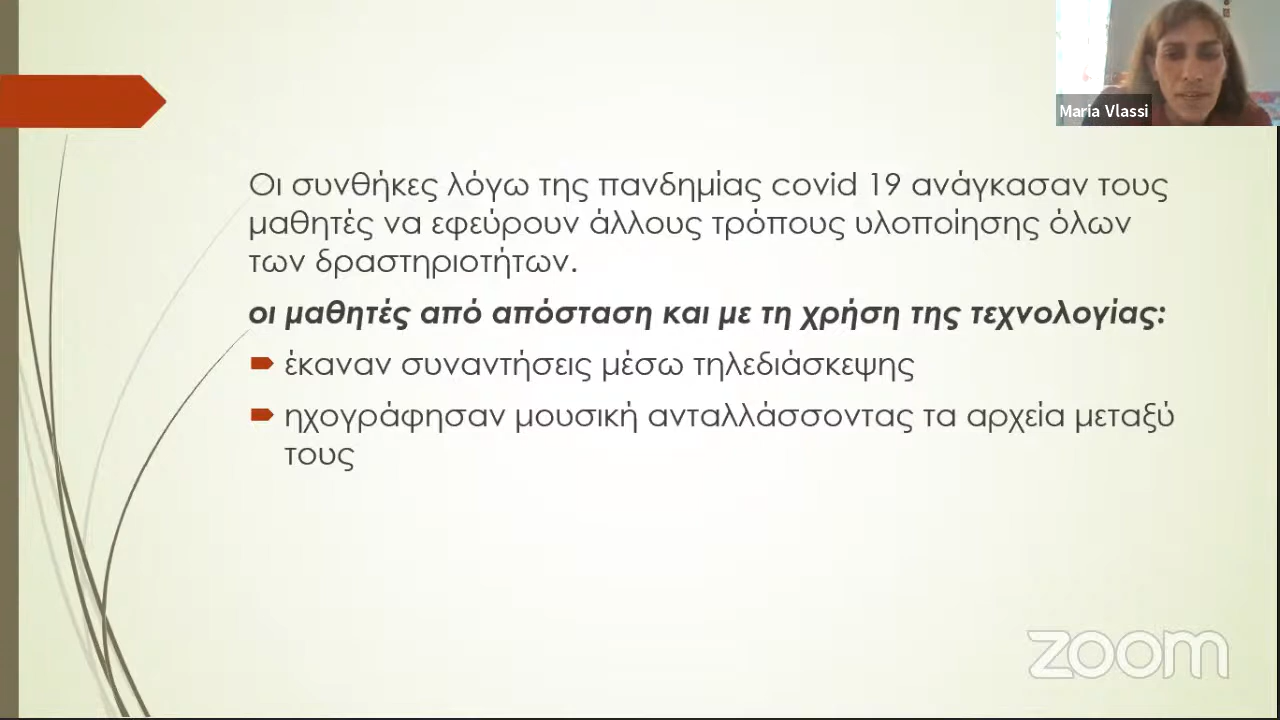 Maria Vlassi
Οι συνθήκες λόγω της πανδημίας covid 19 ανάγκασαν τους
μαθητές να εφεύρουν άλλους τρόπους υλοποίησης όλων
των δραστηριοτήτων.
οι μαθητές από απόσταση και με τη χρήση της τεχνολογίας:
έκαναν συναντήσεις μέσω τηλεδιάσκεψης
ηχογράφησαν μουσική ανταλλάσσοντας τα αρχεία μεταξύ
τους
zoom